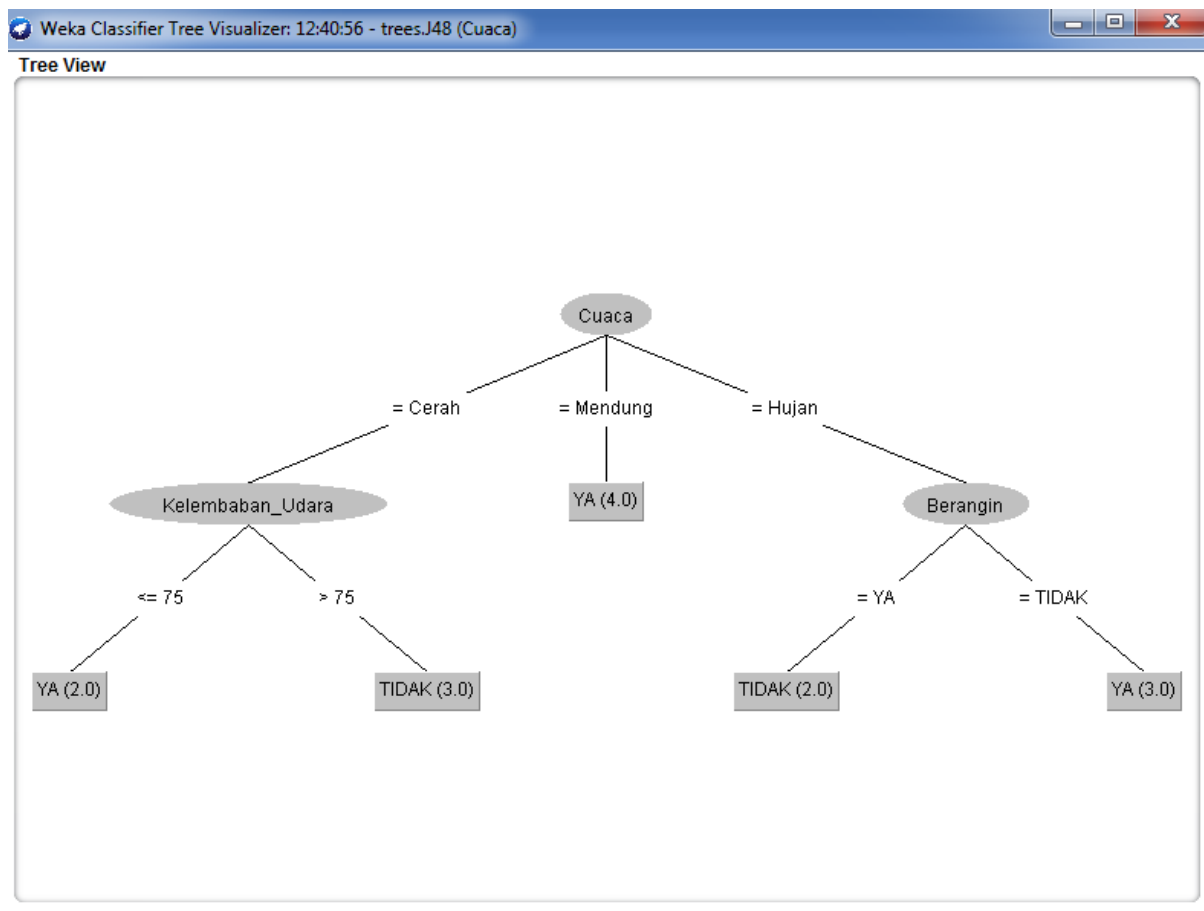 Weka Classifier Tree Visualizer: 12:40:56 - trees.J48 (Cuaca)
Tree View
Cuaca
= Cerah
= Mendung
= Hujan
Kelembaban_Udara
YA (4.0)
Berangin
<= 75
> 75
= YA
= TIDAK
YA (2.0)
TIDAK (3.0)
TIDAK (2.0)
YA (3.0)